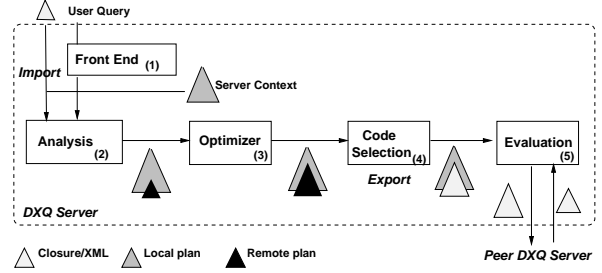 User Query
Front End (1)
Import
Server Context
Analysis (2)
Optimizer (3)
Code Selection (4)
Evaluation (5)
Export
DXQ Server
Peer DXQ Server
Closure/XML
Local plan
Remote plan